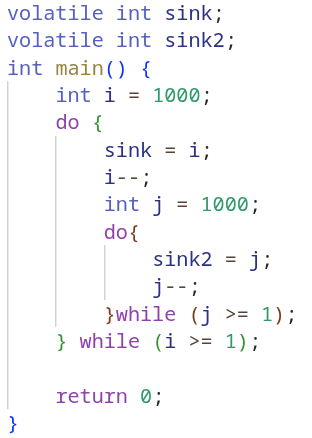 volatile int sink;
volatile int sink2;
int main() {
    int i = 1000;
    do {
        sink = i;
        i--;
        int j = 1000;
        do{
            sink2 = j;
            j--;
        }while (j >= 1);
    } while (i >= 1);

    return 0;
}